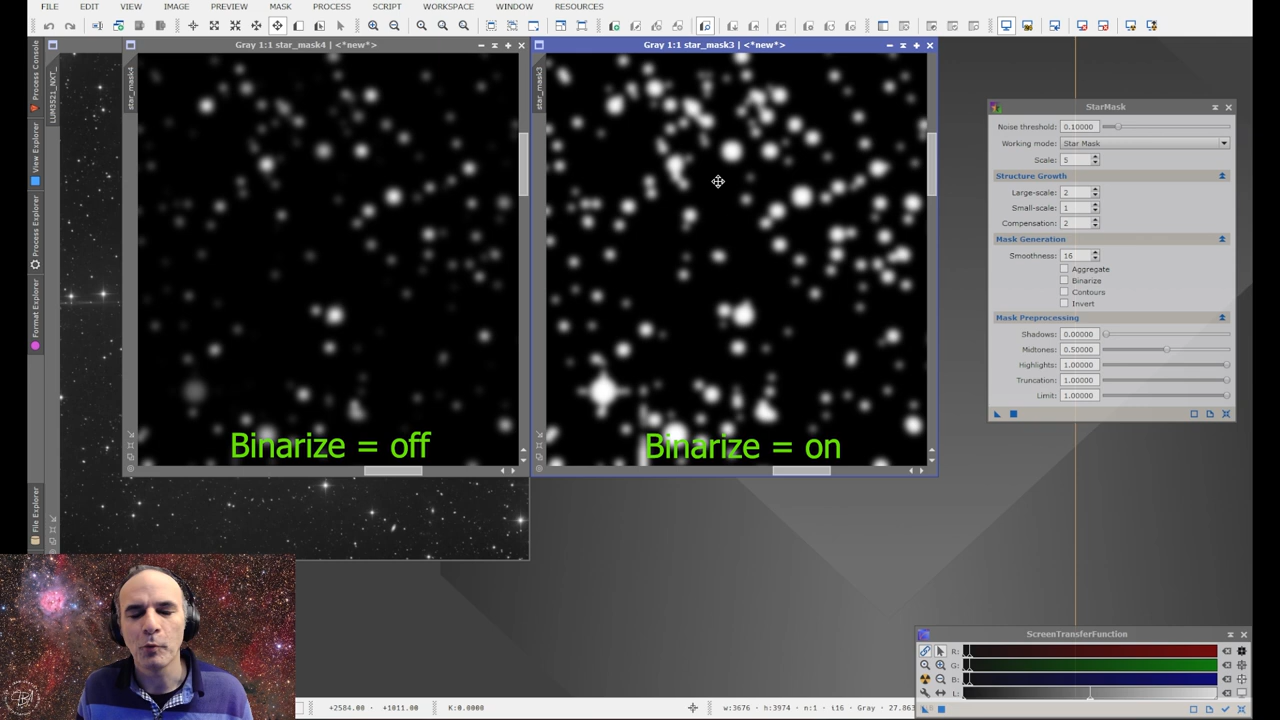 FILE EDIT VIEW IMAGE PREVIEW MASK PROCESS SCRIPT WORKSPACE WINDOW RESOURCES
Gray 1:1 star_mask4 | <*new*>
Gray 1:1 star_mask3 | <*new*>
Process Console
View Explorer
Process Explorer
Format Explorer
File Explorer
star_mask4
star_mask3
Binarize = off
Binarize = on
StarMask
Noise threshold: 0.10000
Working mode: Star Mask
Scale: 5
Structure Growth
Large-scale: 2
Small-scale: 1
Compensation: 2
Mask Generation
Smoothness: 16
Aggregate
Binarize
Contours
Invert
Mask Preprocessing
Shadows: 0.00000
Midtones: 0.50000
Highlights: 1.00000
Truncation: 1.00000
Limit: 1.00000
ScreenTransferFunction
R:
G:
B:
L:
+2584.00 +1011.00 K:0.0000
w:3676 · h:3974 · n:1 · Gray · 27.863